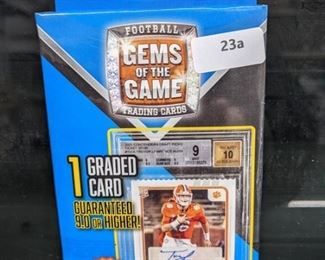 FOOTBALL
GEMS
OF THE
GAME
TRADING CARDS
23a
1 GRADED
CARD
GUARANTEED
9.0 OR HIGHER!
9
10